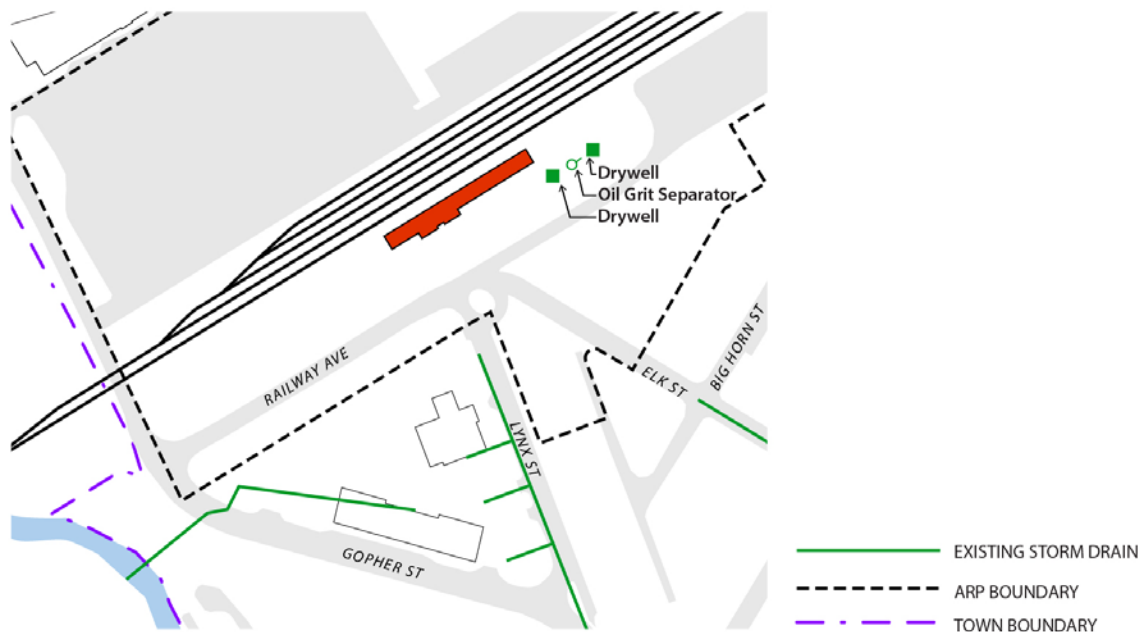 Drywell
Oil Grit Separator
Drywell
RAILWAY AVE
BIG HORN ST
ELK ST
LYNX ST
GOPHER ST
EXISTING STORM DRAIN
ARP BOUNDARY
TOWN BOUNDARY